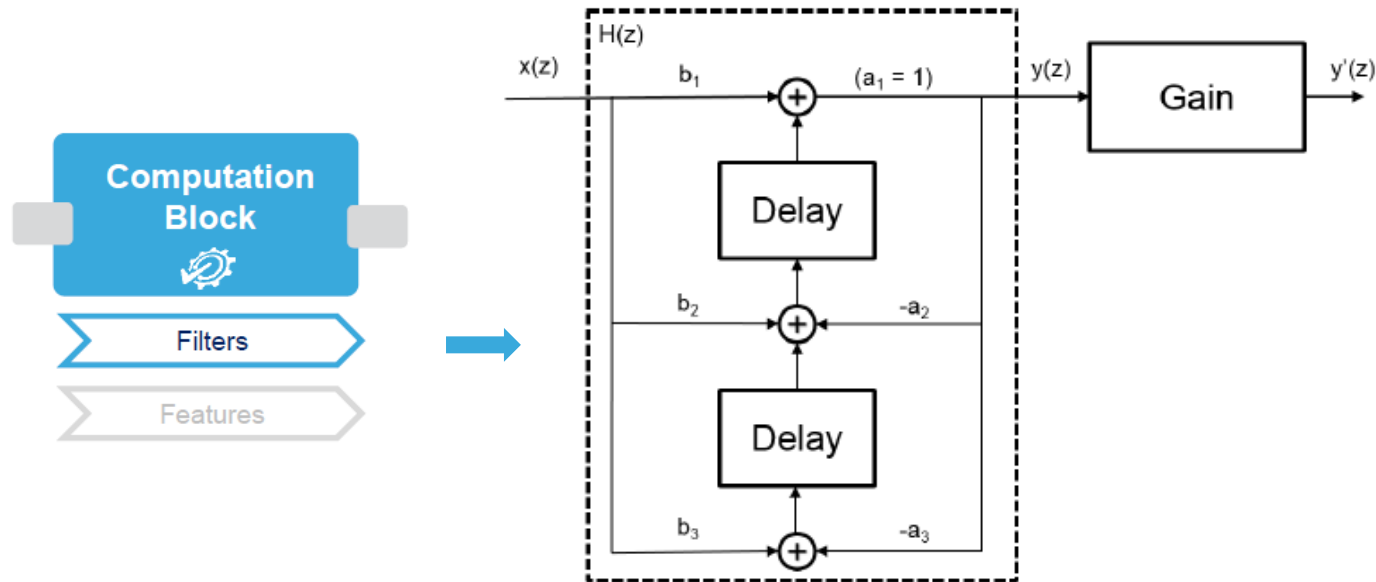 Computation
Block
Filters
Features
H(z)
x(z)
b₁
(a₁ = 1)
y(z)
Gain
y'(z)
Delay
b₂
-a₂
Delay
b₃
-a₃